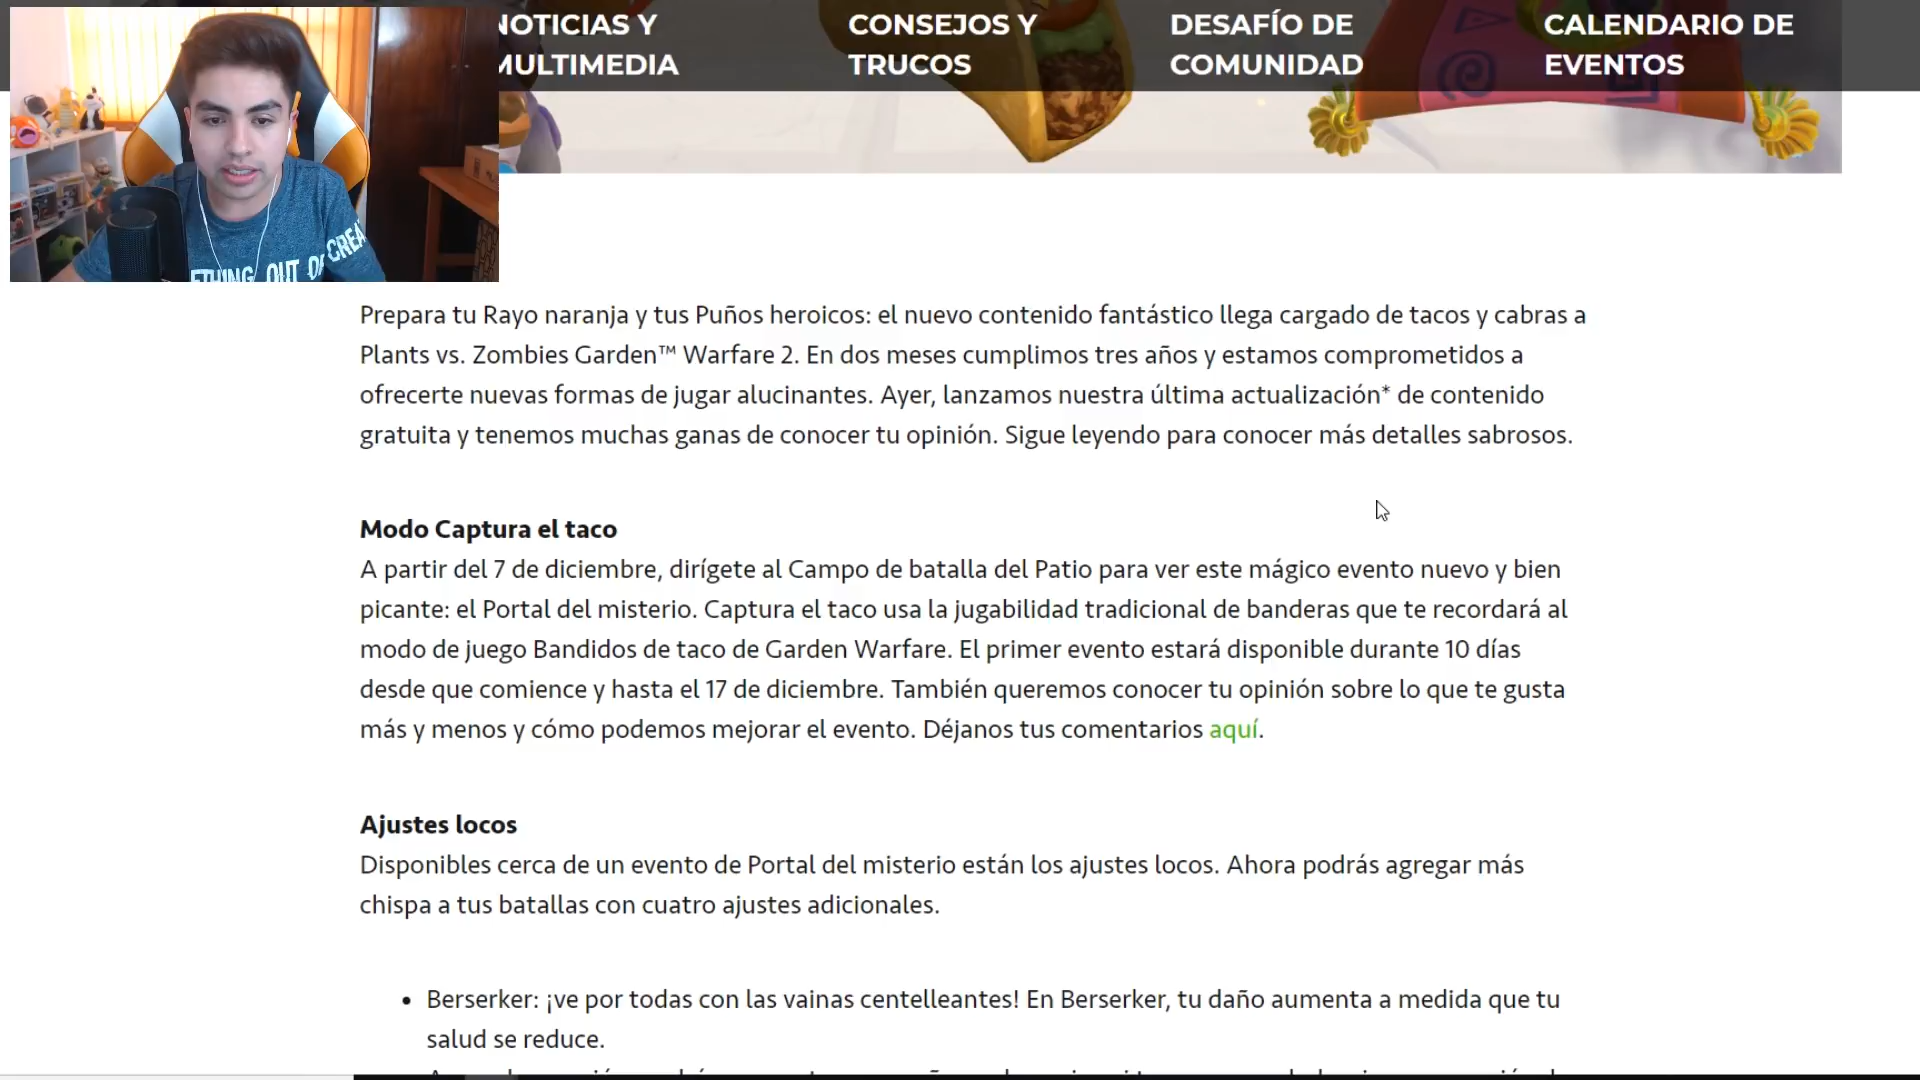 NOTICIAS Y
MULTIMEDIA
CONSEJOS Y
TRUCOS
DESAFÍO DE
COMUNIDAD
CALENDARIO DE
EVENTOS
ETHING OUT OF CREA
Prepara tu Rayo naranja y tus Puños heroicos: el nuevo contenido fantástico llega cargado de tacos y cabras a
Plants vs. Zombies Garden™ Warfare 2. En dos meses cumplimos tres años y estamos comprometidos a
ofrecerte nuevas formas de jugar alucinantes. Ayer, lanzamos nuestra última actualización* de contenido
gratuita y tenemos muchas ganas de conocer tu opinión. Sigue leyendo para conocer más detalles sabrosos.
Modo Captura el taco
A partir del 7 de diciembre, dirígete al Campo de batalla del Patio para ver este mágico evento nuevo y bien
picante: el Portal del misterio. Captura el taco usa la jugabilidad tradicional de banderas que te recordará al
modo de juego Bandidos de taco de Garden Warfare. El primer evento estará disponible durante 10 días
desde que comience y hasta el 17 de diciembre. También queremos conocer tu opinión sobre lo que te gusta
más y menos y cómo podemos mejorar el evento. Déjanos tus comentarios aquí.
Ajustes locos
Disponibles cerca de un evento de Portal del misterio están los ajustes locos. Ahora podrás agregar más
chispa a tus batallas con cuatro ajustes adicionales.
• Berserker: ¡ve por todas con las vainas centelleantes! En Berserker, tu daño aumenta a medida que tu
salud se reduce.